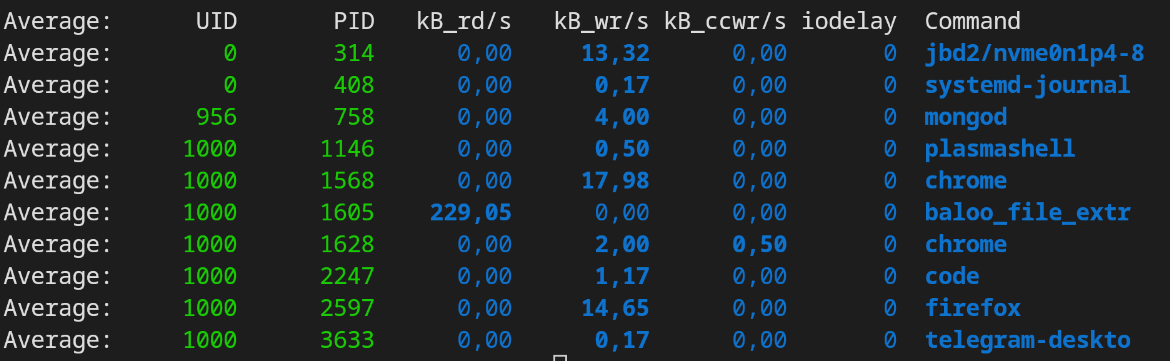 Average: UID PID kB_rd/s kB_wr/s kB_ccwr/s iodelay Command
Average: 0 314 0,00 13,32 0,00 0 jbd2/nvme0n1p4-8
Average: 0 408 0,00 0,17 0,00 0 systemd-journal
Average: 956 758 0,00 4,00 0,00 0 mongod
Average: 1000 1146 0,00 0,50 0,00 0 plasmashell
Average: 1000 1568 0,00 17,98 0,00 0 chrome
Average: 1000 1605 229,05 0,00 0,00 0 baloo_file_extr
Average: 1000 1628 0,00 2,00 0,50 0 chrome
Average: 1000 2247 0,00 1,17 0,00 0 code
Average: 1000 2597 0,00 14,65 0,00 0 firefox
Average: 1000 3633 0,00 0,17 0,00 0 telegram-deskto